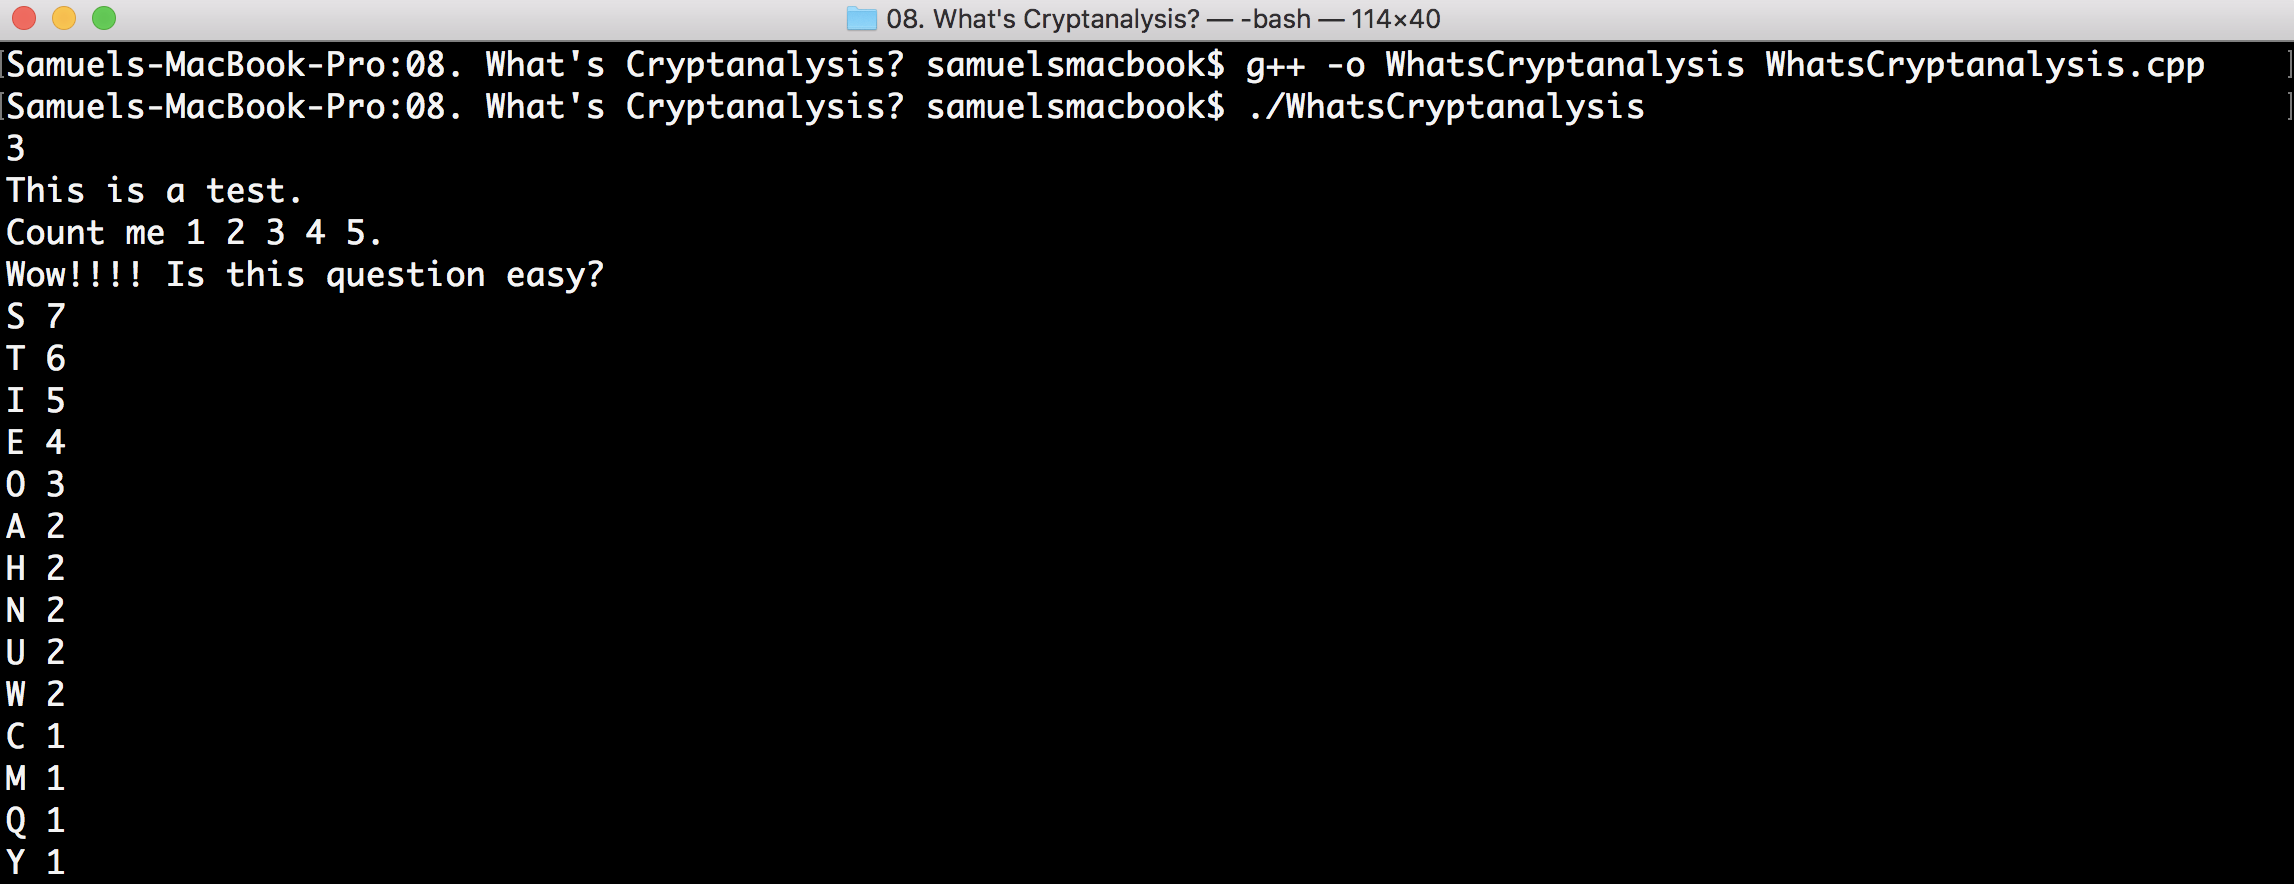 08. What's Cryptanalysis? — -bash — 114×40
[Samuels-MacBook-Pro:08. What's Cryptanalysis? samuelsmacbook$ g++ -o WhatsCryptanalysis WhatsCryptanalysis.cpp ]
[Samuels-MacBook-Pro:08. What's Cryptanalysis? samuelsmacbook$ ./WhatsCryptanalysis ]
3
This is a test.
Count me 1 2 3 4 5.
Wow!!!! Is this question easy?
S 7
T 6
I 5
E 4
O 3
A 2
H 2
N 2
U 2
W 2
C 1
M 1
Q 1
Y 1